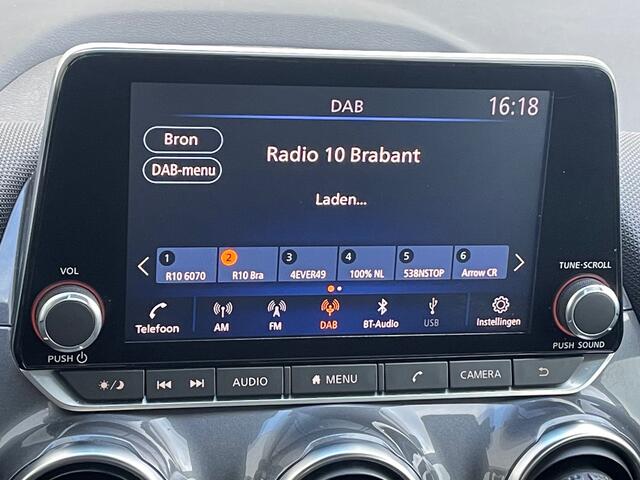 DAB 16:18
Bron
Radio 10 Brabant
DAB-menu
Laden...
1 2 3 4 5 6
R10 6070 R10 Bra 4EVER49 100% NL 538NSTOP Arrow CR
VOL
TUNE·SCROLL
Telefoon AM FM DAB BT-Audio USB Instellingen
PUSH
PUSH SOUND
AUDIO MENU CAMERA